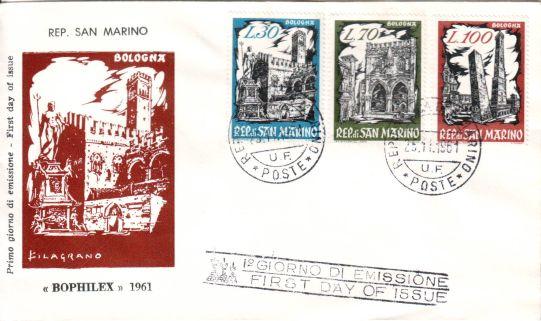 REP. SAN MARINO
Primo giorno di emissione - First day of issue
BOLOGNA
FILAGRANO
« BOPHILEX » 1961
BOLOGNA
L.30
REP. DI SAN MARINO
BOLOGNA
L.70
REP. DI SAN MARINO
BOLOGNA
L.100
REP. DI SAN MARINO
U.F.
POSTE
1961
U.F.
POSTE
1º GIORNO DI EMISSIONE
FIRST DAY OF ISSUE